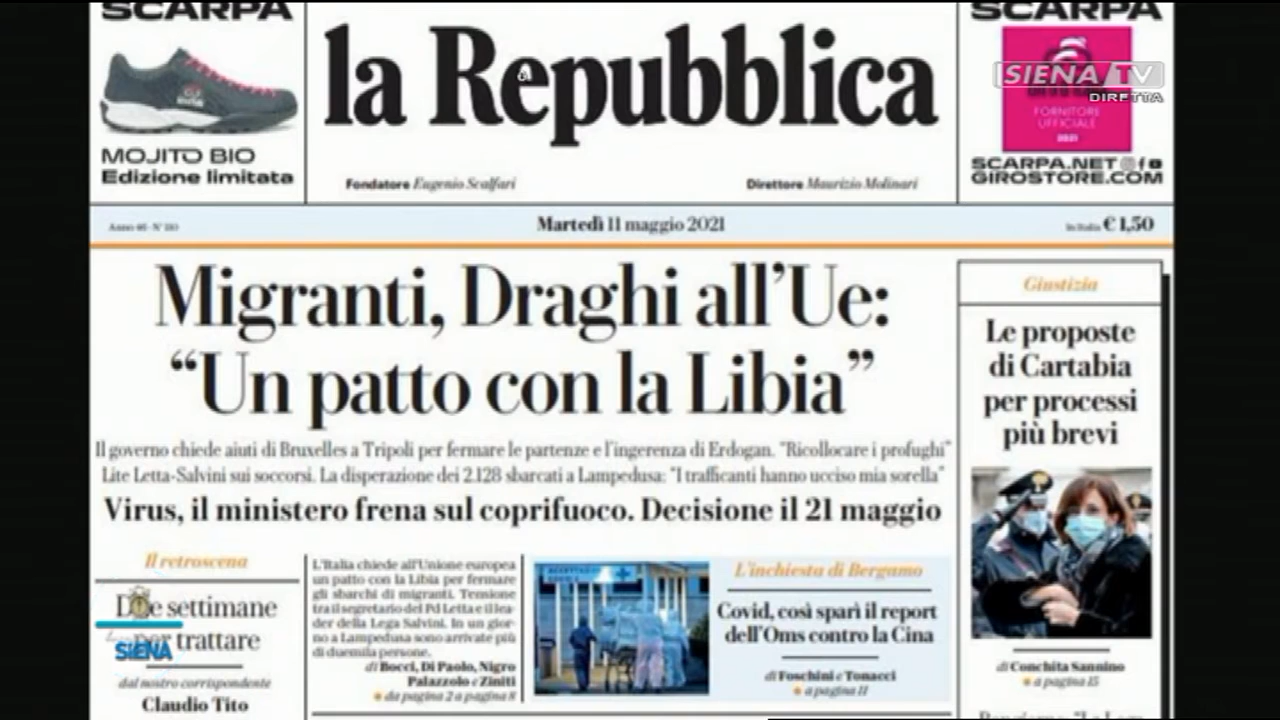 SCARPA
MOJITO BIO
Edizione limitata
la Repubblica
Fondatore Eugenio Scalfari
Direttore Maurizio Molinari
SCARPA
SIENA TV
DIRETTA
FORNITORE
UFFICIALE
2021
SCARPA.NET
GIROSTORE.COM
Anno 46 - N° 110
Martedì 11 maggio 2021
In Italia € 1,50
Migranti, Draghi all’Ue:
“Un patto con la Libia”
Il governo chiede aiuti di Bruxelles a Tripoli per fermare le partenze e l’ingerenza di Erdogan. “Ricollocare i profughi”
Lite Letta-Salvini sui soccorsi. La disperazione dei 2.128 sbarcati a Lampedusa: “I trafficanti hanno ucciso mia sorella”
Virus, il ministero frena sul coprifuoco. Decisione il 21 maggio
Il retroscena
Due settimane
per trattare
dal nostro corrispondente
Claudio Tito
SIENA
L’Italia chiede all’Unione europea
un patto con la Libia per fermare
gli sbarchi di migranti. Tensione
tra il segretario del Pd Letta e il lea-
der della Lega Salvini. In un gior-
no a Lampedusa sono arrivate più
di duemila persone.
di Bocci, Di Paolo, Nigro
Palazzolo e Ziniti
da pagina 2 a pagina 8
L’inchiesta di Bergamo
Covid, così sparì il report
dell’Oms contro la Cina
di Foschini e Tonacci
a pagina 11
Giustizia
Le proposte
di Cartabia
per processi
più brevi
di Conchita Sannino
a pagina 15